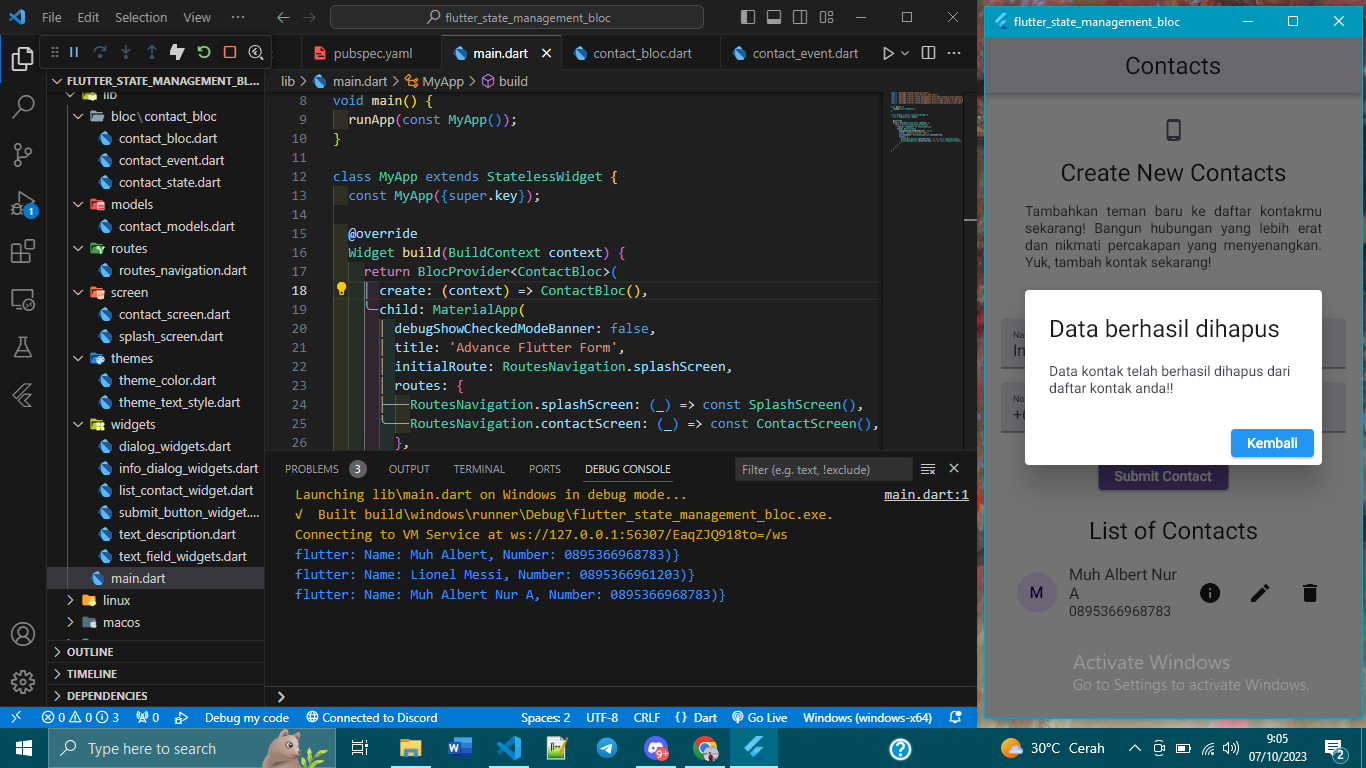 File Edit Selection View ···
flutter_state_management_bloc
pubspec.yaml
main.dart
contact_bloc.dart
contact_event.dart
FLUTTER_STATE_MANAGEMENT_BL...
lib > main.dart > MyApp > build
lib
bloc \ contact_bloc
contact_bloc.dart
contact_event.dart
contact_state.dart
models
contact_models.dart
routes
routes_navigation.dart
screen
contact_screen.dart
splash_screen.dart
themes
theme_color.dart
theme_text_style.dart
widgets
dialog_widgets.dart
info_dialog_widgets.dart
list_contact_widget.dart
submit_button_widget....
text_description.dart
text_field_widgets.dart
main.dart
linux
macos
OUTLINE
TIMELINE
DEPENDENCIES
1
8 void main() {
9 runApp(const MyApp());
10 }
11
12 class MyApp extends StatelessWidget {
13 const MyApp({super.key});
14
15 @override
16 Widget build(BuildContext context) {
17 return BlocProvider<ContactBloc>(
18 create: (context) => ContactBloc(),
19 child: MaterialApp(
20 debugShowCheckedModeBanner: false,
21 title: 'Advance Flutter Form',
22 initialRoute: RoutesNavigation.splashScreen,
23 routes: {
24 RoutesNavigation.splashScreen: (_) => const SplashScreen(),
25 RoutesNavigation.contactScreen: (_) => const ContactScreen(),
26 },
PROBLEMS 3 OUTPUT TERMINAL PORTS DEBUG CONSOLE
Filter (e.g. text, !exclude)
Launching lib\main.dart on Windows in debug mode...
main.dart:1
√ Built build\windows\runner\Debug\flutter_state_management_bloc.exe.
Connecting to VM Service at ws://127.0.0.1:56307/EaqZJQ918to=/ws
flutter: Name: Muh Albert, Number: 0895366968783)}
flutter: Name: Lionel Messi, Number: 0895366961203)}
flutter: Name: Muh Albert Nur A, Number: 0895366968783)}
>
0 0 3 0 Debug my code Connected to Discord Spaces: 2 UTF-8 CRLF {} Dart Go Live Windows (windows-x64)
flutter_state_management_bloc
Contacts
Create New Contacts
Tambahkan teman baru ke daftar kontakmu
sekarang! Bangun hubungan yang lebih erat
dan nikmati percakapan yang menyenangkan.
Yuk, tambah kontak sekarang!
Data berhasil dihapus
Data kontak telah berhasil dihapus dari
daftar kontak anda!!
Kembali
Submit Contact
List of Contacts
M
Muh Albert Nur
A
0895366968783
Activate Windows
Go to Settings to activate Windows.
Type here to search
9+
30°C Cerah
9:05
07/10/2023
2